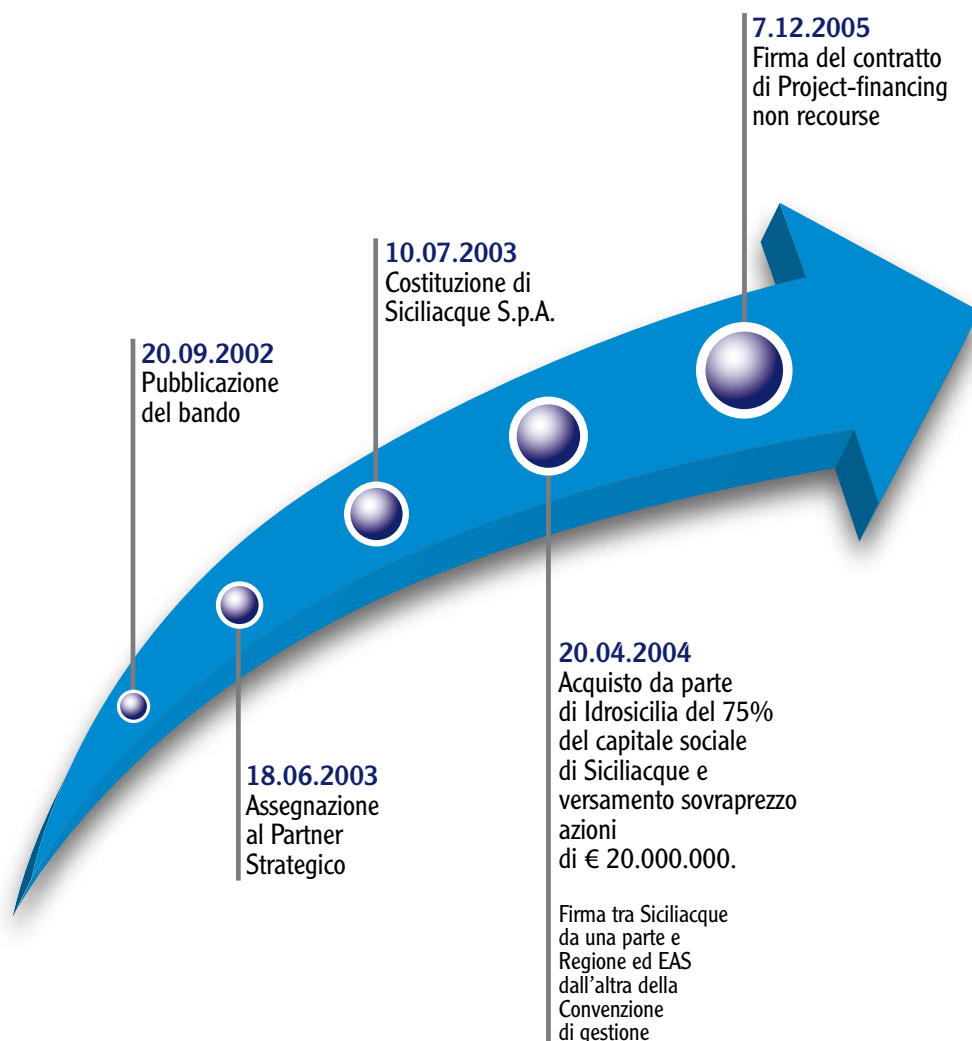 20.09.2002
Pubblicazione
del bando
18.06.2003
Assegnazione
al Partner
Strategico
10.07.2003
Costituzione di
Siciliacque S.p.A.
20.04.2004
Acquisto da parte
di Idrosicilia del 75%
del capitale sociale
di Siciliacque e
versamento sovraprezzo
azioni
di € 20.000.000.
Firma tra Siciliacque
da una parte e
Regione ed EAS
dall'altra della
Convenzione
di gestione
7.12.2005
Firma del contratto
di Project-financing
non recourse